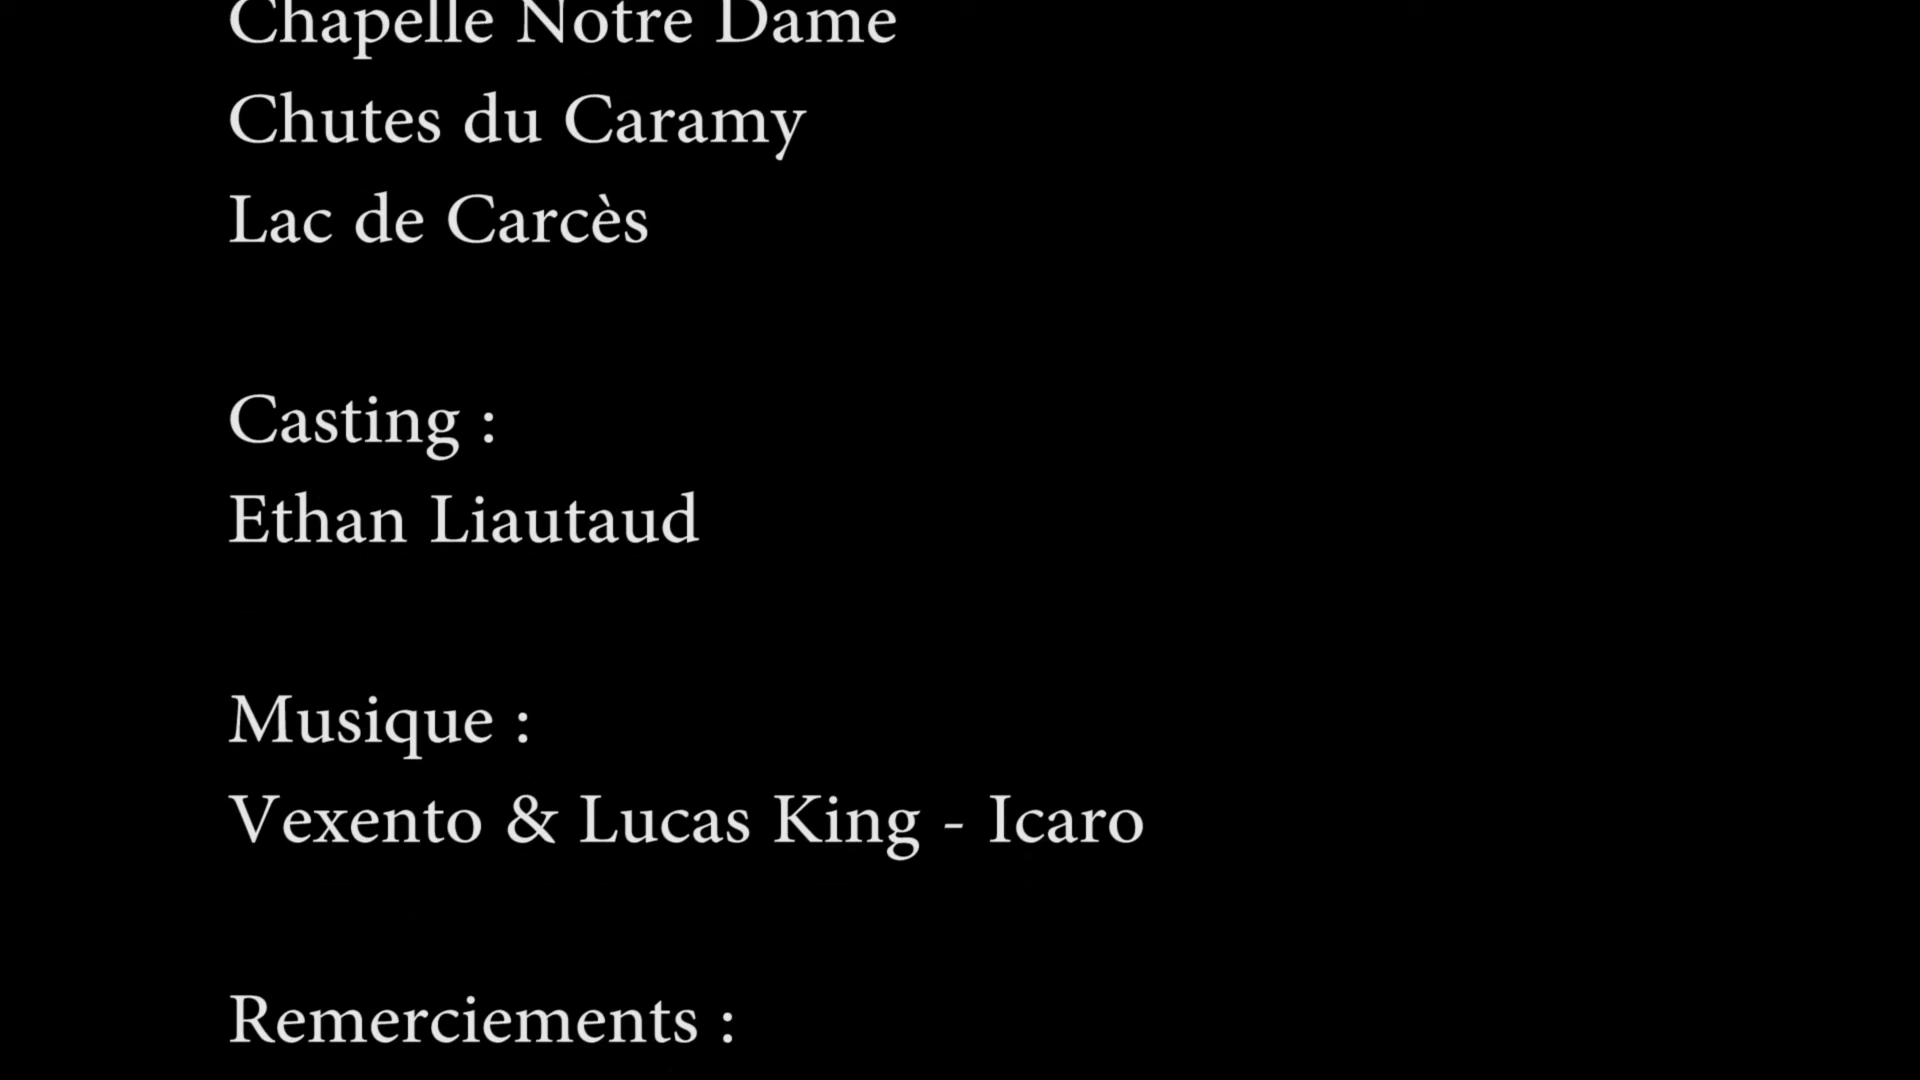 Chapelle Notre Dame
Chutes du Caramy
Lac de Carcès
Casting :
Ethan Liautaud
Musique :
Vexento & Lucas King - Icaro
Remerciements :